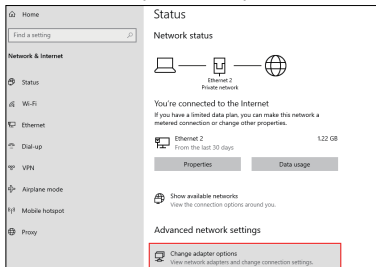 Home
Find a setting
Network & Internet
Status
Wi-Fi
Ethernet
Dial-up
VPN
Airplane mode
Mobile hotspot
Proxy
Status
Network status
Ethernet 2
Private network
You're connected to the Internet
If you have a limited data plan, you can make this network a
metered connection or change other properties.
Ethernet 2
1.22 GB
From the last 30 days
Properties
Data usage
Show available networks
View the connection options around you.
Advanced network settings
Change adapter options
View network adapters and change connection settings.